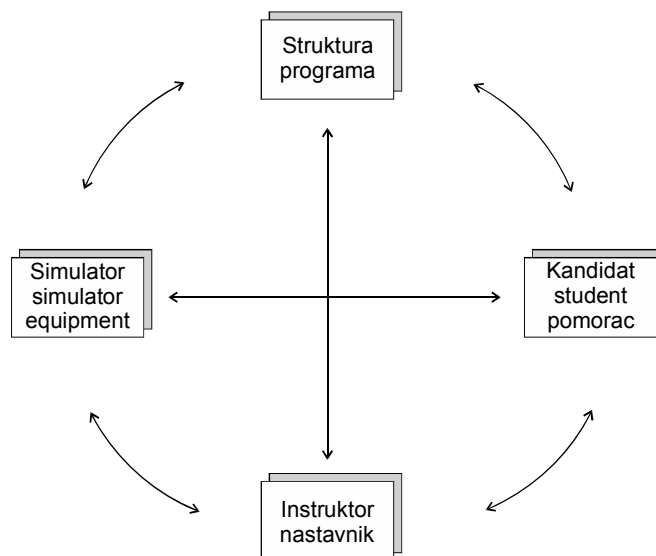 Struktura
programa
Simulator
simulator
equipment
Kandidat
student
pomorac
Instruktor
nastavnik